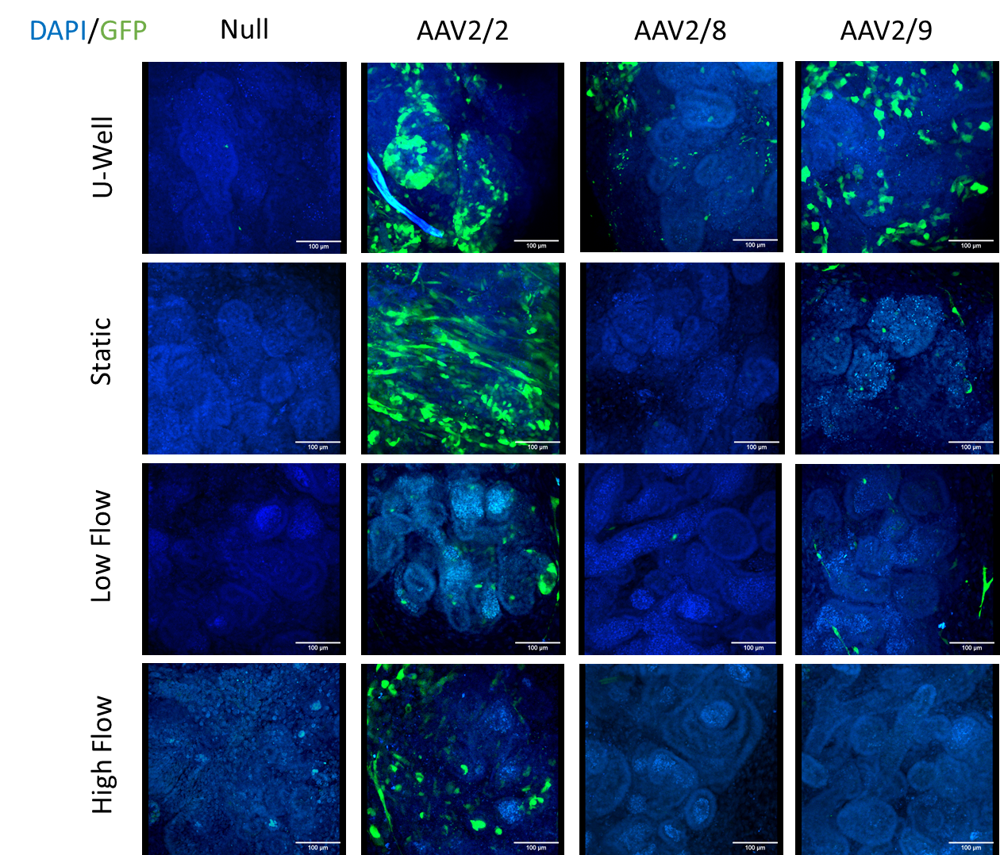 DAPI/GFP Null AAV2/2 AAV2/8 AAV2/9
U-Well
100 µm 100 µm 100 µm 100 µm
Static
100 µm 100 µm 100 µm 100 µm
Low Flow
100 µm 100 µm 100 µm 100 µm
High Flow
100 µm 100 µm 100 µm 100 µm